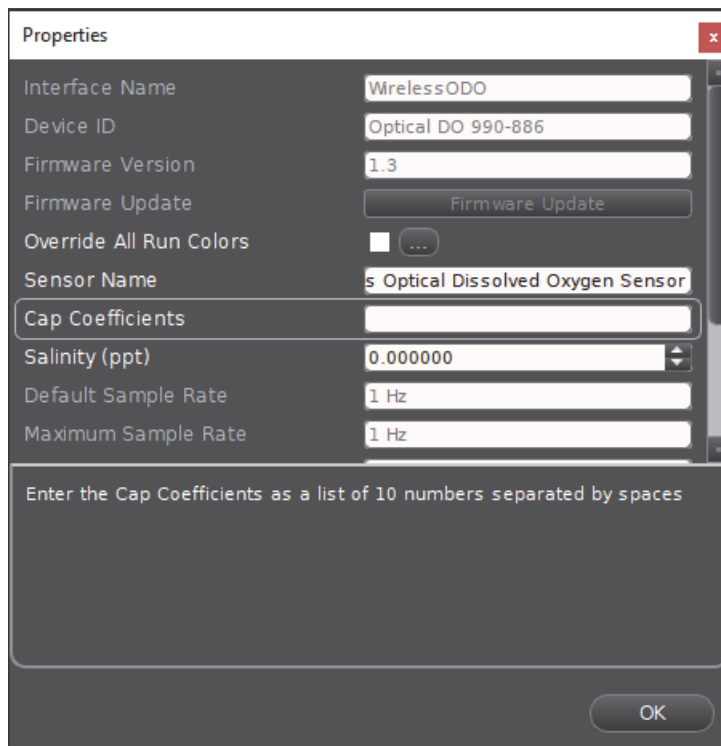 Properties
x
Interface Name WirelessODO
Device ID Optical DO 990-886
Firmware Version 1.3
Firmware Update Firmware Update
Override All Run Colors ...
Sensor Name s Optical Dissolved Oxygen Sensor
Cap Coefficients
Salinity (ppt) 0.000000
Default Sample Rate 1 Hz
Maximum Sample Rate 1 Hz
Enter the Cap Coefficients as a list of 10 numbers separated by spaces
OK